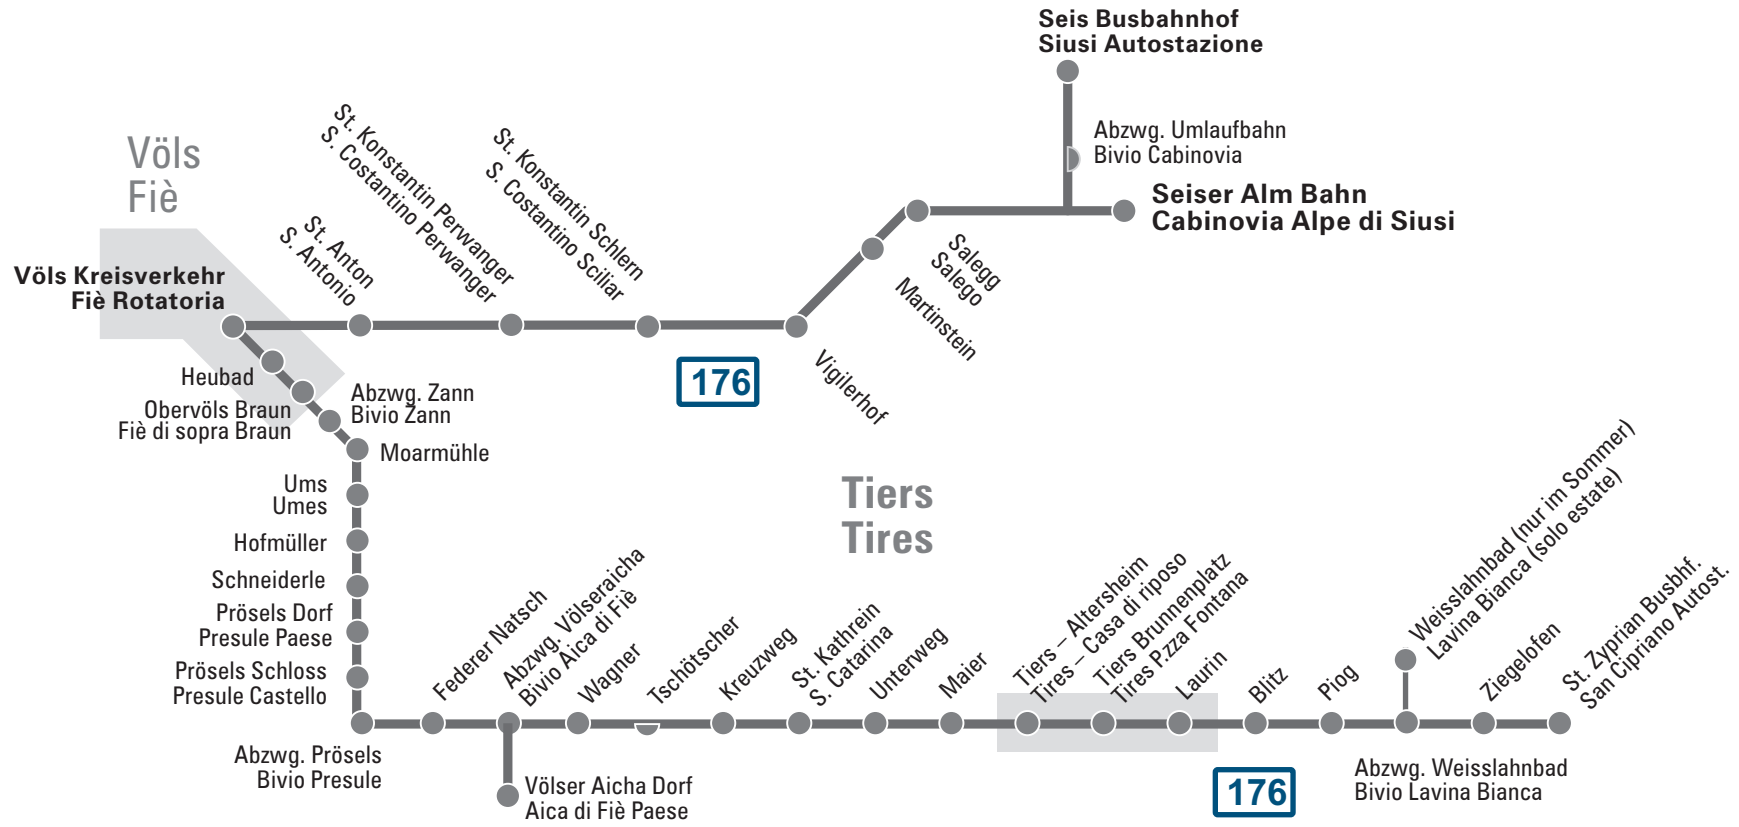 Seis Busbahnhof
Siusi Autostazione
Abzwg. Umlaufbahn
Bivio Cabinovia
Seiser Alm Bahn
Cabinovia Alpe di Siusi
Völs
Fiè
St. Konstantin Perwanger
S. Costantino Perwanger
St. Konstantin Schlern
S. Costantino Sciliar
St. Anton
S. Antonio
Völs Kreisverkehr
Fiè Rotatoria
Salegg
Salego
Martinstein
Vigilerhof
176
Heubad
Obervöls Braun
Fiè di sopra Braun
Abzwg. Zann
Bivio Zann
Moarmühle
Ums
Umes
Hofmüller
Schneiderle
Prösels Dorf
Presule Paese
Prösels Schloss
Presule Castello
Abzwg. Prösels
Bivio Presule
Tiers
Tires
Federer Natsch
Abzwg. Völseraicha
Bivio Aica di Fiè
Wagner
Tschötscher
Kreuzweg
St. Kathrein
S. Catarina
Unterweg
Maier
Tiers – Altersheim
Tires – Casa di riposo
Tiers Brunnenplatz
Tires P.zza Fontana
Laurin
Blitz
Piog
Weisslahnbad (nur im Sommer)
Lavina Bianca (solo estate)
Ziegelofen
St. Zyprian Busbhf.
San Cipriano Autost.
Völser Aicha Dorf
Aica di Fiè Paese
176
Abzwg. Weisslahnbad
Bivio Lavina Bianca